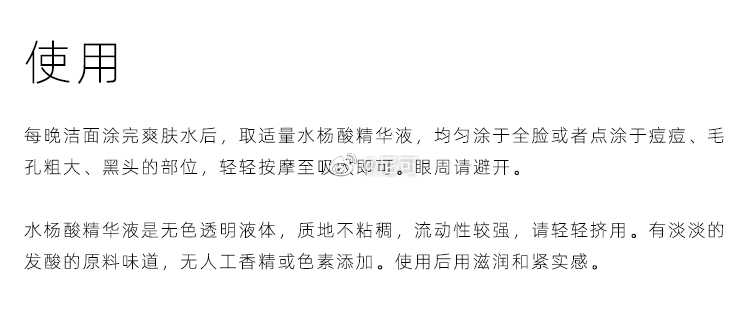 使用
每晚洁面涂完爽肤水后，取适量水杨酸精华液，均匀涂于全脸或者点涂于痘痘、毛
孔粗大、黑头的部位，轻轻按摩至吸收即可。眼周请避开。
水杨酸精华液是无色透明液体，质地不粘稠，流动性较强，请轻轻挤用。有淡淡的
发酸的原料味道，无人工香精或色素添加。使用后用滋润和紧实感。